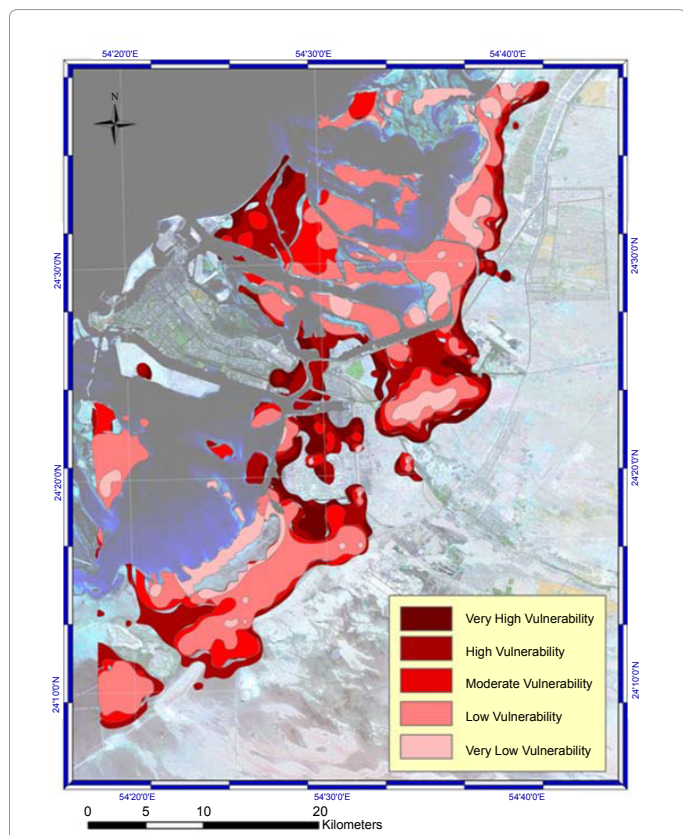 54°20'0"E 54°30'0"E 54°40'0"E
N
24°30'0"N 24°30'0"N
24°20'0"N 24°20'0"N
24°10'0"N 24°10'0"N
Very High Vulnerability
High Vulnerability
Moderate Vulnerability
Low Vulnerability
Very Low Vulnerability
54°20'0"E 54°30'0"E 54°40'0"E
0 5 10 20
Kilometers